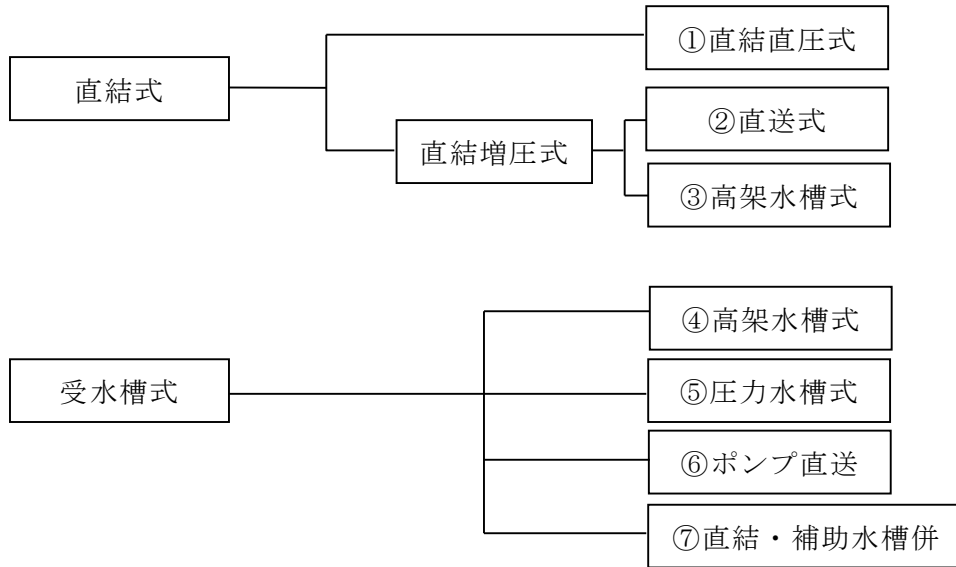 ①直結直圧式
直結式
②直送式
直結増圧式
③高架水槽式
④高架水槽式
受水槽式
⑤圧力水槽式
⑥ポンプ直送
⑦直結・補助水槽併